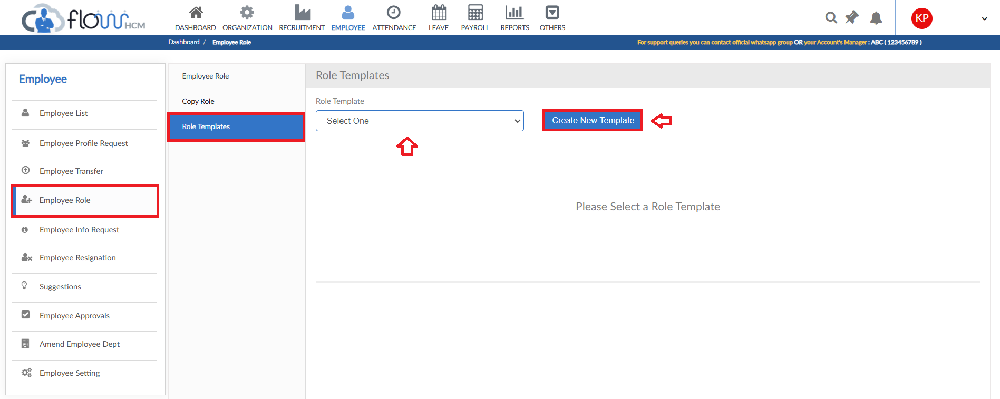 flowHCM
DASHBOARD ORGANIZATION RECRUITMENT EMPLOYEE ATTENDANCE LEAVE PAYROLL REPORTS OTHERS
KP
Dashboard / Employee Role
For support queries you can contact official whatsapp group OR your Account's Manager : ABC ( 123456789 )
Employee
Employee List
Employee Profile Request
Employee Transfer
Employee Role
Employee Info Request
Employee Resignation
Suggestions
Employee Approvals
Amend Employee Dept
Employee Setting
Employee Role
Copy Role
Role Templates
Role Templates
Role Template
Select One
Create New Template
Please Select a Role Template